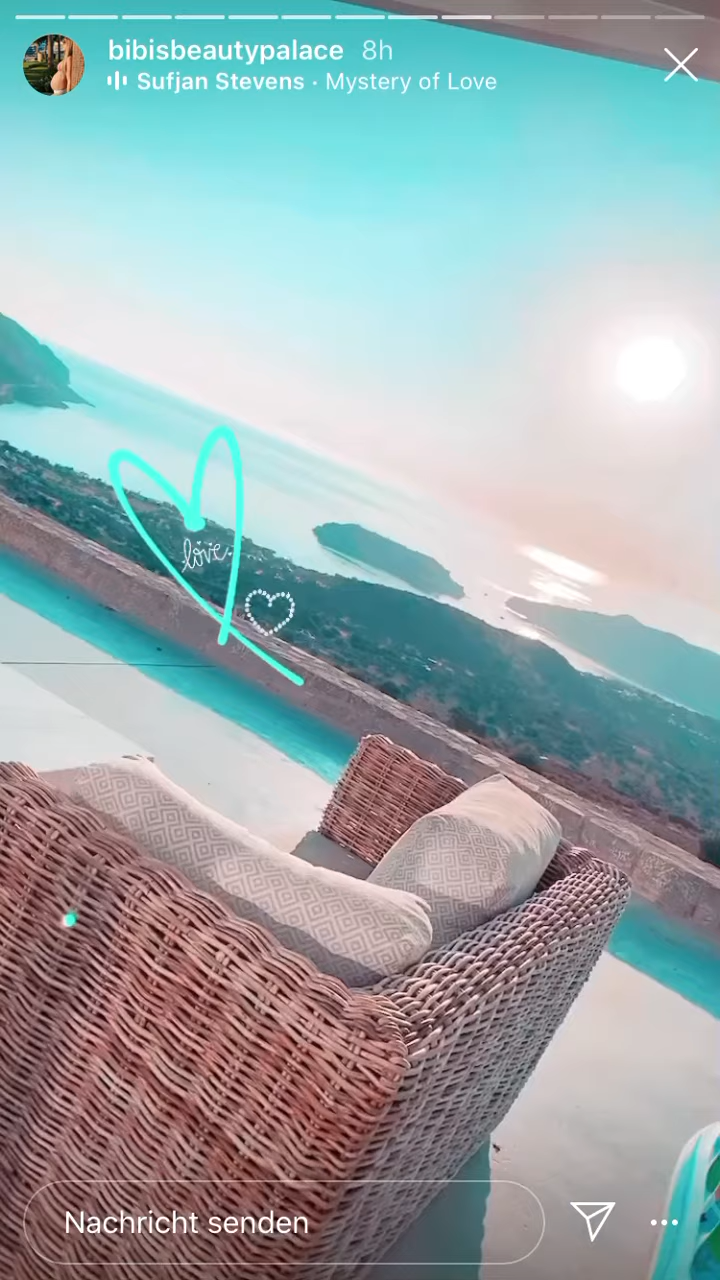 bibisbeautypalace 8h
Sufjan Stevens · Mystery of Love
love
Nachricht senden